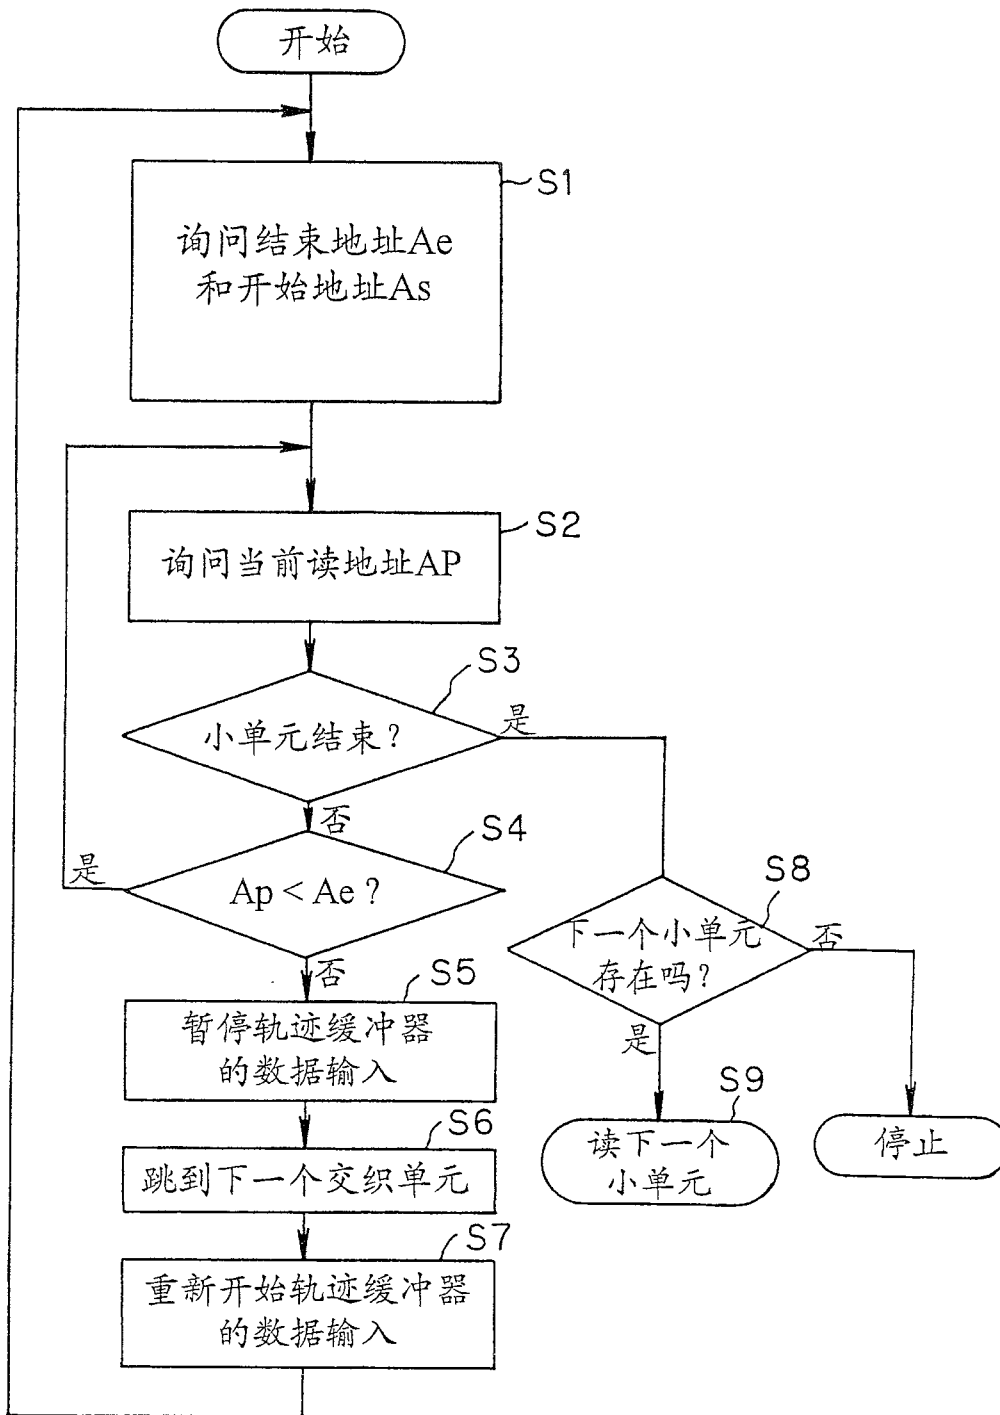 开始
S1
询问结束地址Ae
和开始地址As
S2
询问当前读地址AP
S3
小单元结束？
是
否
S4
Ap < Ae ?
是
否
S8
下一个小单元
存在吗？
否
是
S5
暂停轨迹缓冲器
的数据输入
S6
跳到下一个交织单元
S7
重新开始轨迹缓冲器
的数据输入
S9
读下一个
小单元
停止